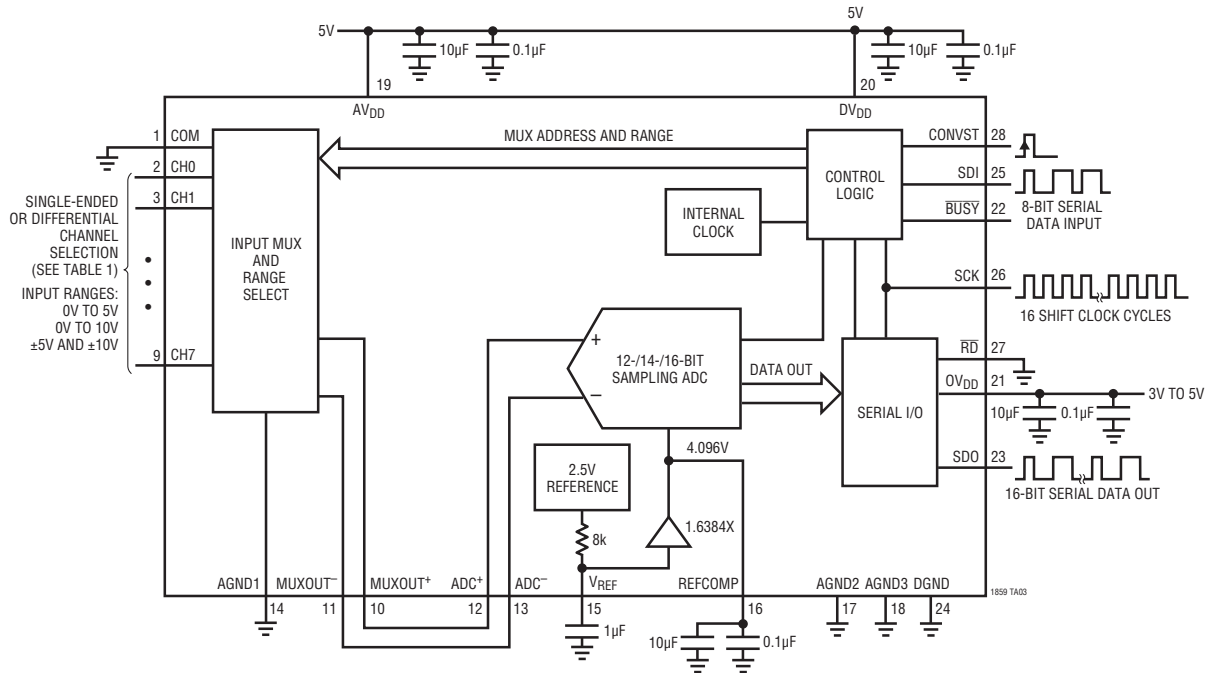 5V
10µF
0.1µF
5V
10µF
0.1µF
19
20
AVDD
DVDD
1
COM
2
CH0
3
CH1
9
CH7
SINGLE-ENDED
OR DIFFERENTIAL
CHANNEL
SELECTION
(SEE TABLE 1)
INPUT RANGES:
0V TO 5V
0V TO 10V
±5V AND ±10V
INPUT MUX
AND
RANGE
SELECT
MUX ADDRESS AND RANGE
INTERNAL
CLOCK
CONTROL
LOGIC
CONVST
28
SDI
25
8-BIT SERIAL
DATA INPUT
BUSY
22
SCK
26
16 SHIFT CLOCK CYCLES
+
–
12-/14-/16-BIT
SAMPLING ADC
DATA OUT
SERIAL I/O
RD
27
OVDD
21
3V TO 5V
10µF
0.1µF
SDO
23
16-BIT SERIAL DATA OUT
4.096V
2.5V
REFERENCE
8k
1.6384X
AGND1
MUXOUT–
MUXOUT+
ADC+
ADC–
VREF
REFCOMP
AGND2
AGND3
DGND
1859 TA03
14
11
10
12
13
15
16
17
18
24
1µF
10µF
0.1µF